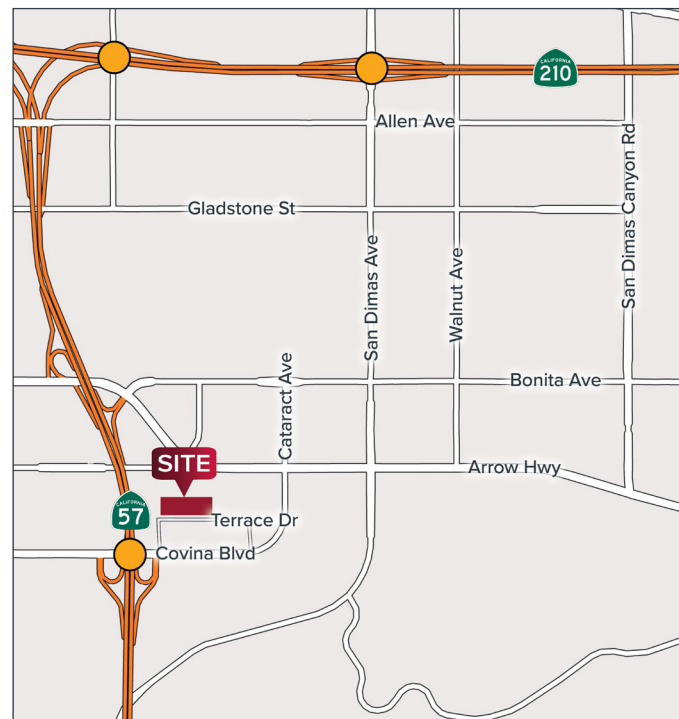 CALIFORNIA
210
Allen Ave
San Dimas Canyon Rd
Gladstone St
San Dimas Ave
Walnut Ave
Cataract Ave
Bonita Ave
SITE
Arrow Hwy
CALIFORNIA
57
Terrace Dr
Covina Blvd